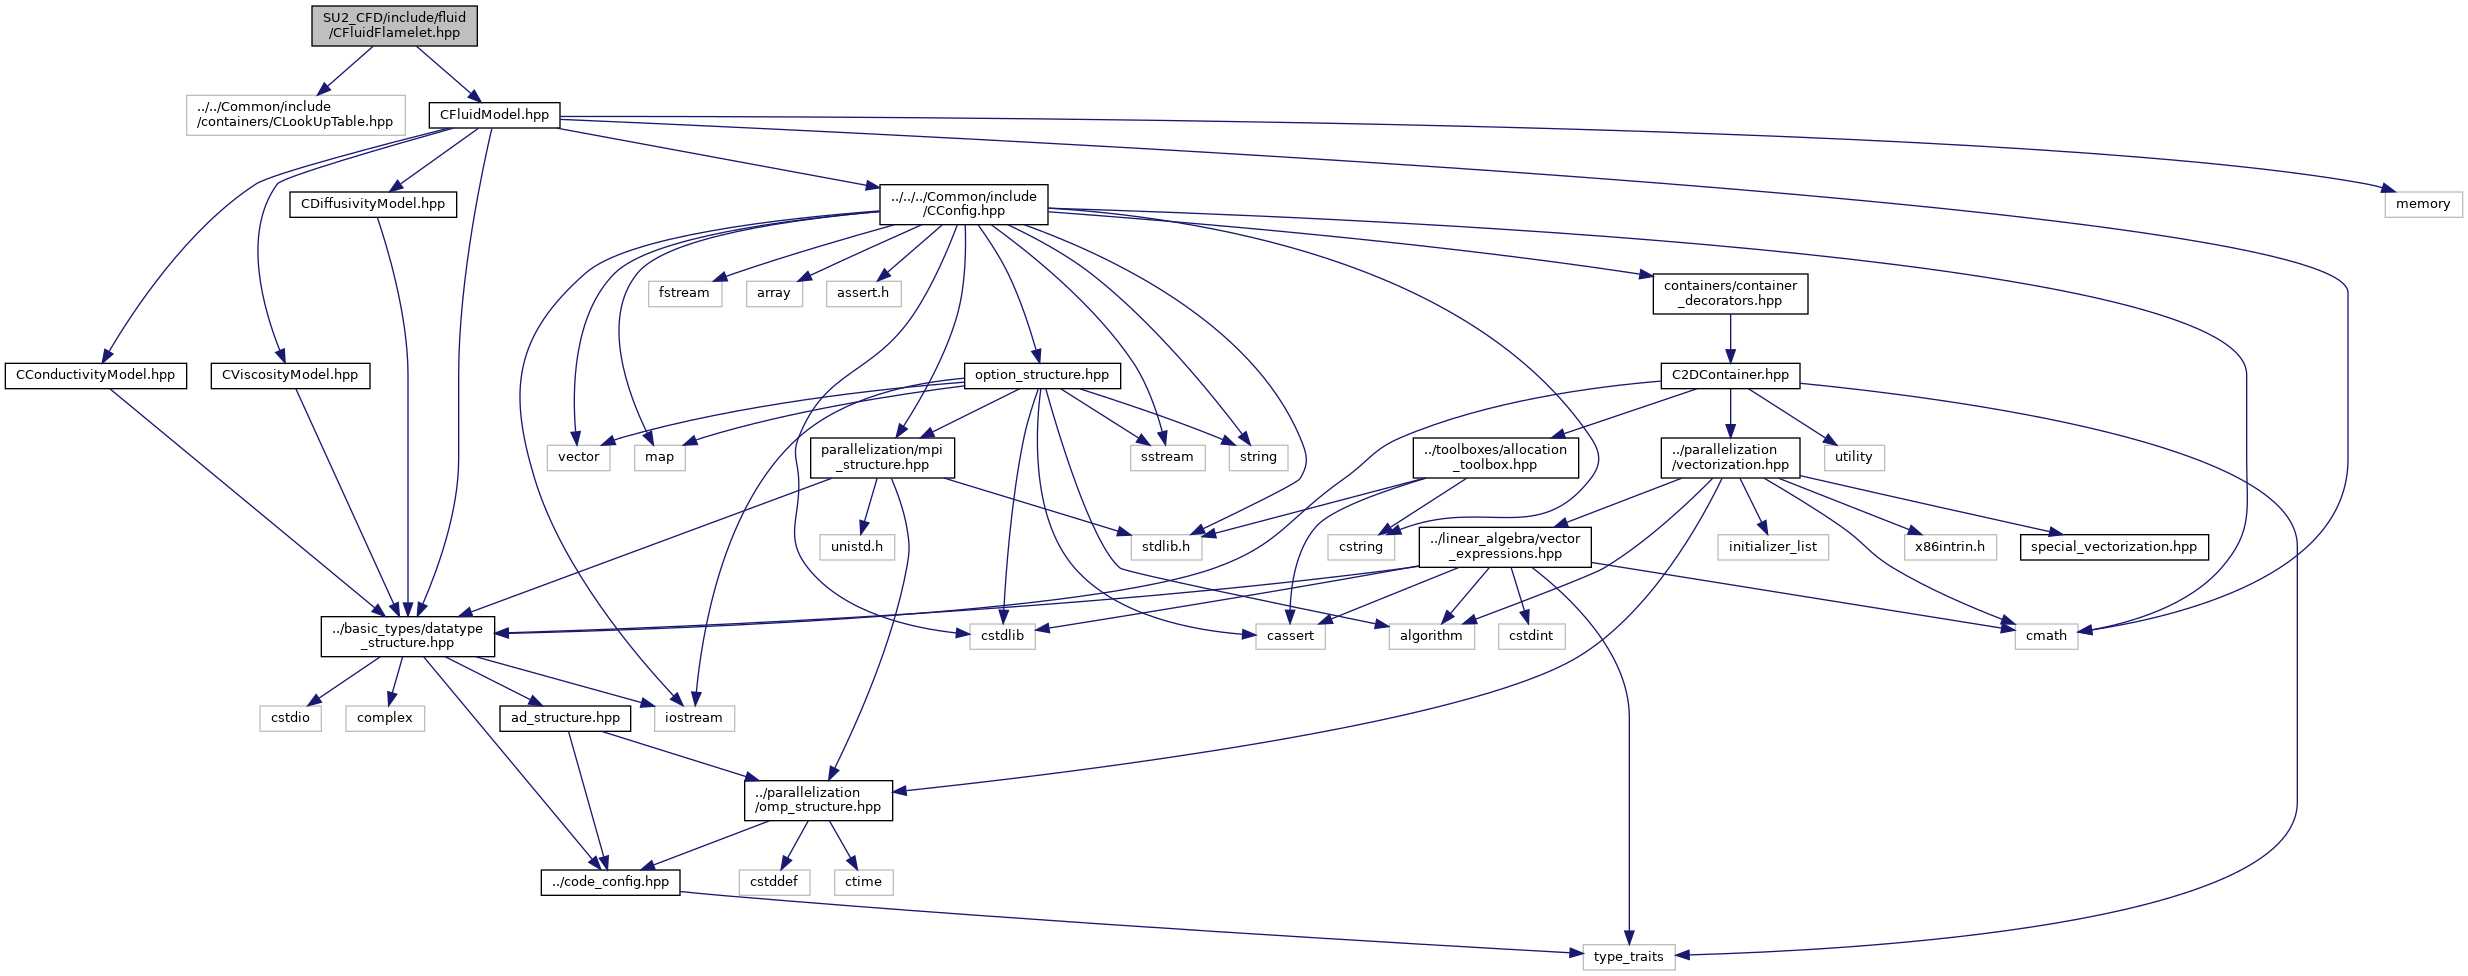 SU2_CFD/include/fluid
/CFluidFlamelet.hpp
../../Common/include
/containers/CLookUpTable.hpp
CFluidModel.hpp
CDiffusivityModel.hpp
../../../Common/include
/CConfig.hpp
memory
fstream
array
assert.h
containers/container
_decorators.hpp
CConductivityModel.hpp
CViscosityModel.hpp
option_structure.hpp
C2DContainer.hpp
vector
map
parallelization/mpi
_structure.hpp
sstream
string
../toolboxes/allocation
_toolbox.hpp
../parallelization
/vectorization.hpp
utility
unistd.h
stdlib.h
cstring
../linear_algebra/vector
_expressions.hpp
initializer_list
x86intrin.h
special_vectorization.hpp
../basic_types/datatype
_structure.hpp
cstdlib
cassert
algorithm
cstdint
cmath
cstdio
complex
ad_structure.hpp
iostream
../parallelization
/omp_structure.hpp
../code_config.hpp
cstddef
ctime
type_traits